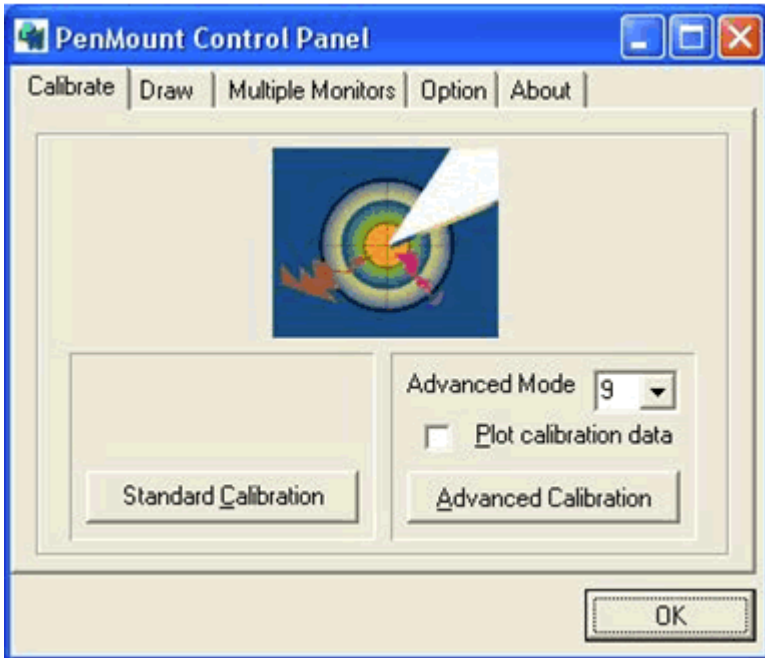 PenMount Control Panel
Calibrate Draw Multiple Monitors Option About
Advanced Mode 9
Plot calibration data
Standard Calibration Advanced Calibration
OK